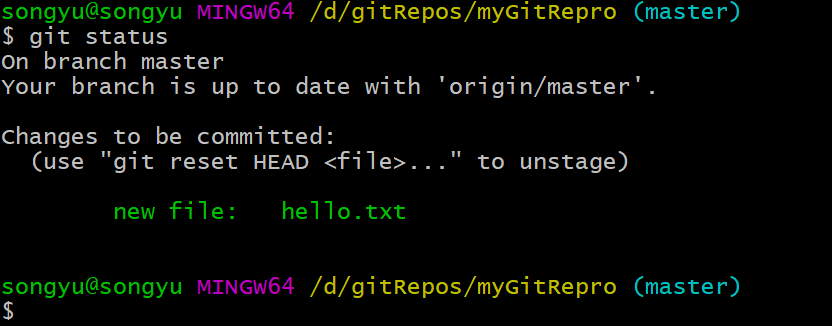 songyu@songyu MINGW64 /d/gitRepos/myGitRepro (master)
$ git status
On branch master
Your branch is up to date with 'origin/master'.
Changes to be committed:
(use "git reset HEAD <file>..." to unstage)
new file: hello.txt
songyu@songyu MINGW64 /d/gitRepos/myGitRepro (master)
$